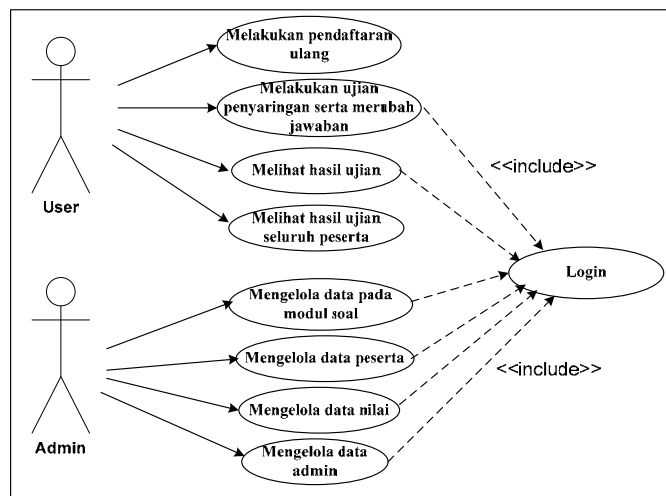 Melakukan pendaftaran
ulang
Melakukan ujian
penyaringan serta merubah
jawaban
<<include>>
Melihat hasil ujian
User
Melihat hasil ujian
seluruh peserta
Login
Mengelola data pada
modul soal
Mengelola data peserta
<<include>>
Mengelola data nilai
Admin
Mengelola data
admin